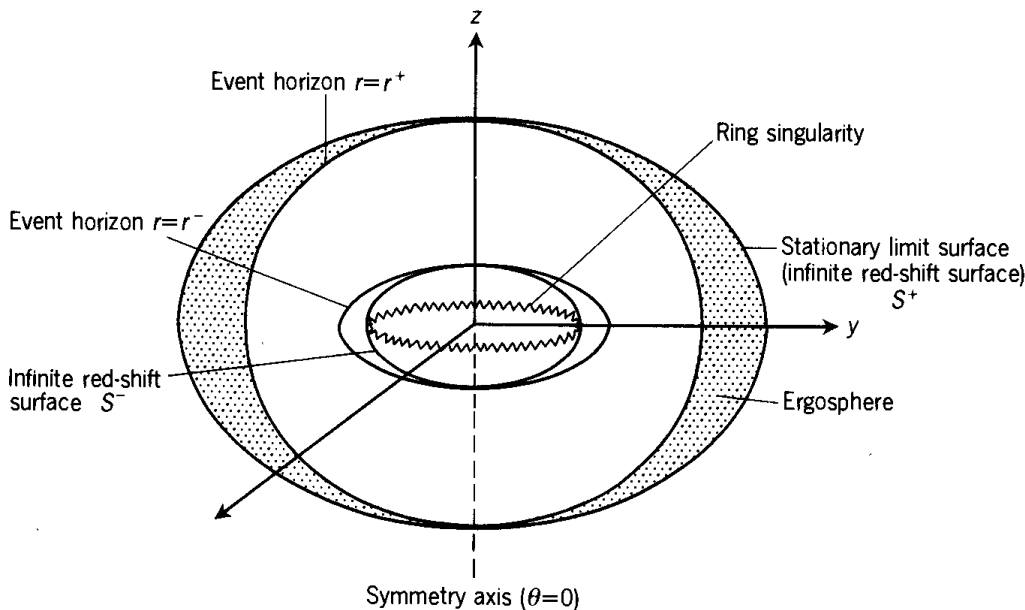 z
Event horizon r=r⁺
Ring singularity
Event horizon r=r⁻
Stationary limit surface
(infinite red-shift surface)
S⁺
y
Infinite red-shift
surface S⁻
Ergosphere
Symmetry axis (θ=0)